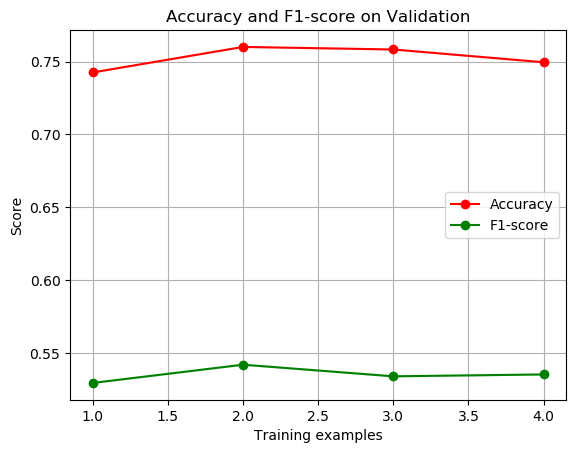 Accuracy and F1-score on Validation
Score
0.75
0.70
0.65
0.60
0.55
Accuracy
F1-score
1.0 1.5 2.0 2.5 3.0 3.5 4.0
Training examples